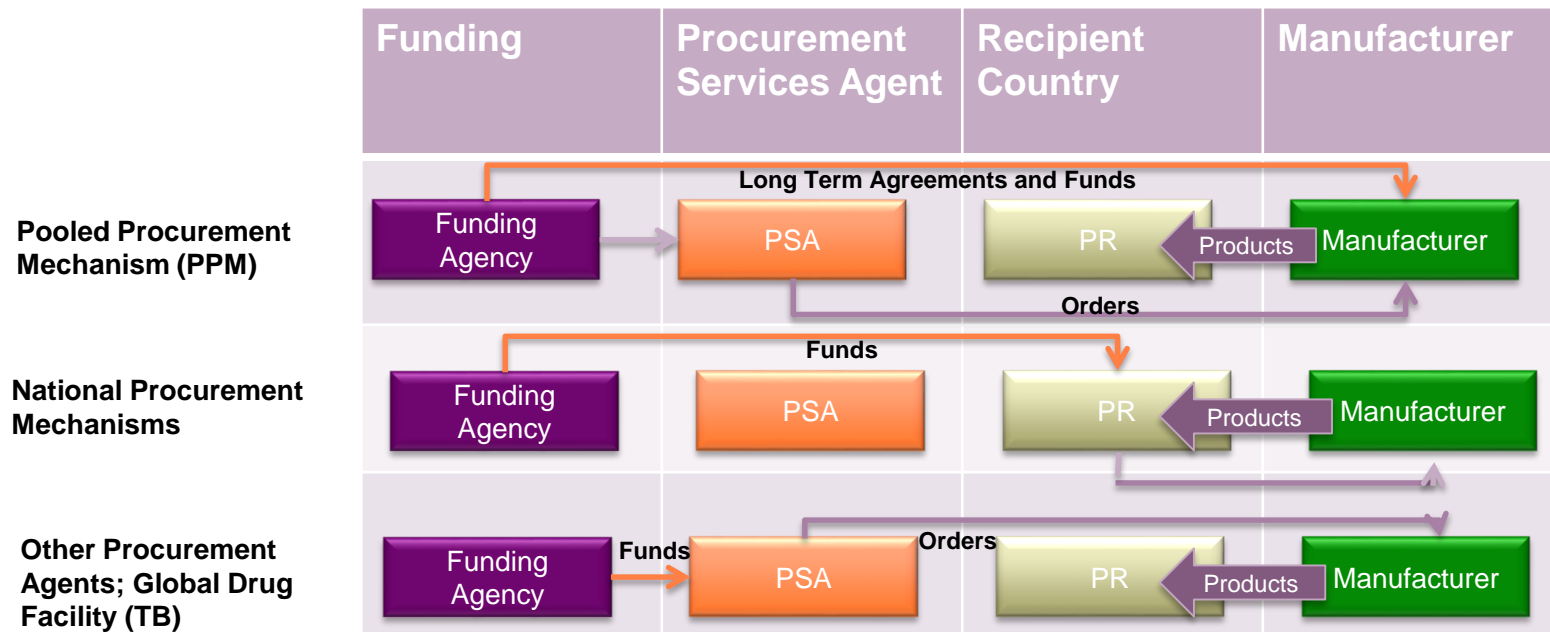 Funding
Procurement
Services Agent
Recipient
Country
Manufacturer
Pooled Procurement
Mechanism (PPM)
Long Term Agreements and Funds
Funding
Agency
PSA
PR
Products
Manufacturer
Orders
National Procurement
Mechanisms
Funds
Funding
Agency
PSA
PR
Products
Manufacturer
Other Procurement
Agents; Global Drug
Facility (TB)
Funding
Agency
Funds
PSA
Orders
PR
Products
Manufacturer